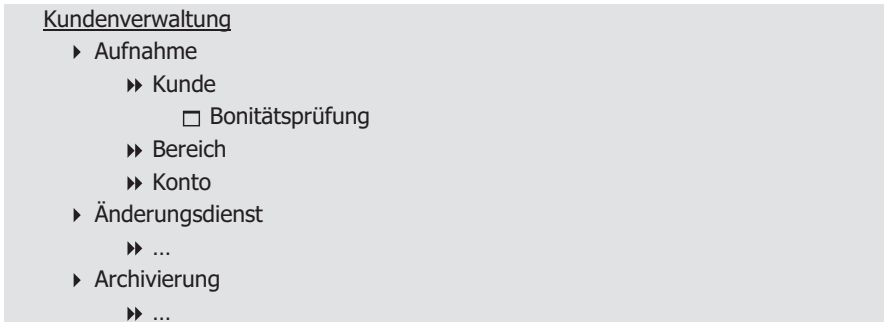 Kundenverwaltung
Aufnahme
Kunde
Bonitätsprüfung
Bereich
Konto
Änderungsdienst
...
Archivierung
...